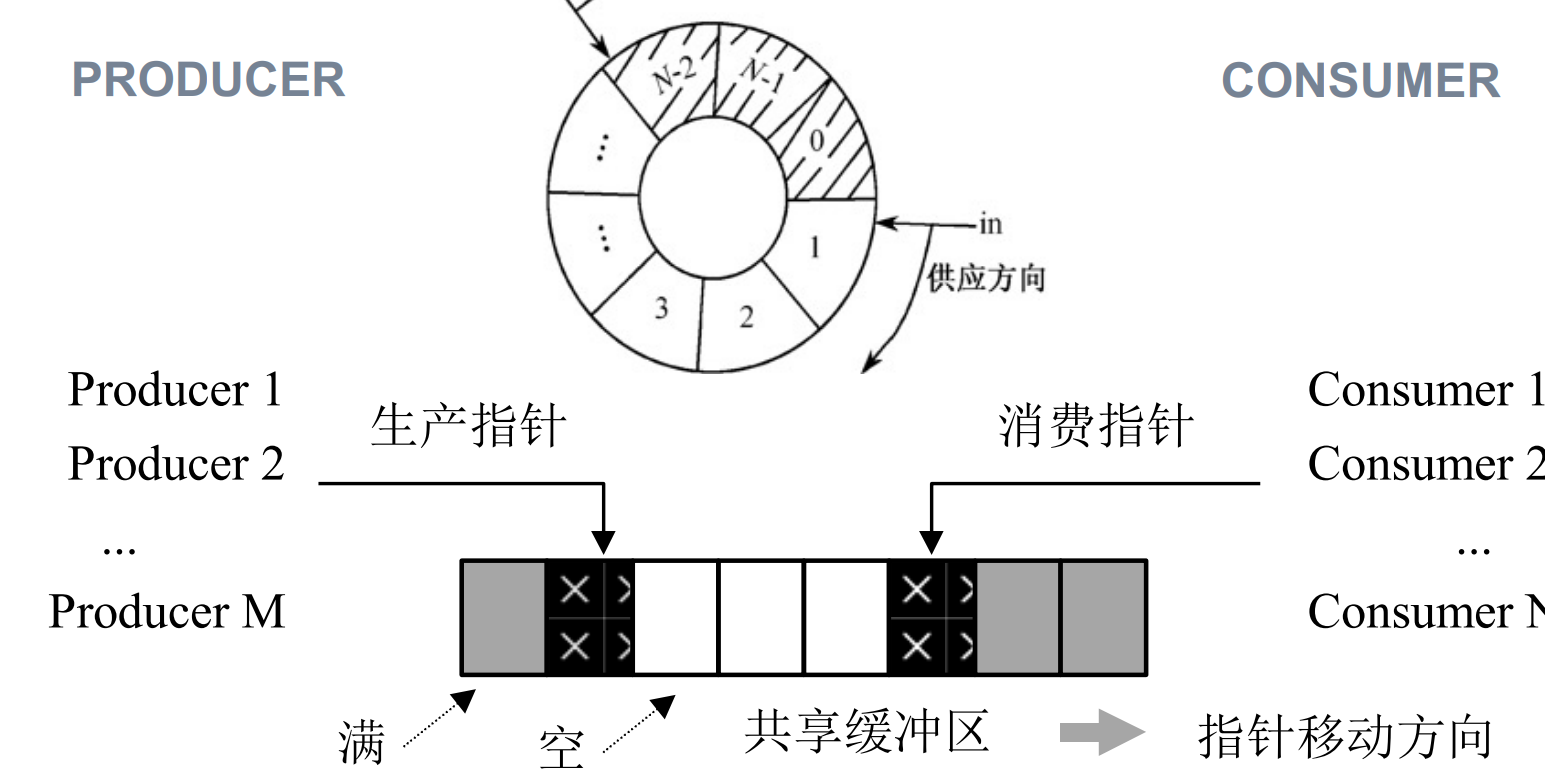 PRODUCER
CONSUMER
N-2
N-1
0
⋮
⋮
1
in
供应方向
3
2
Producer 1
生产指针
消费指针
Consumer 1
Producer 2
Consumer 2
...
...
Producer M
Consumer N
满
空
共享缓冲区
指针移动方向